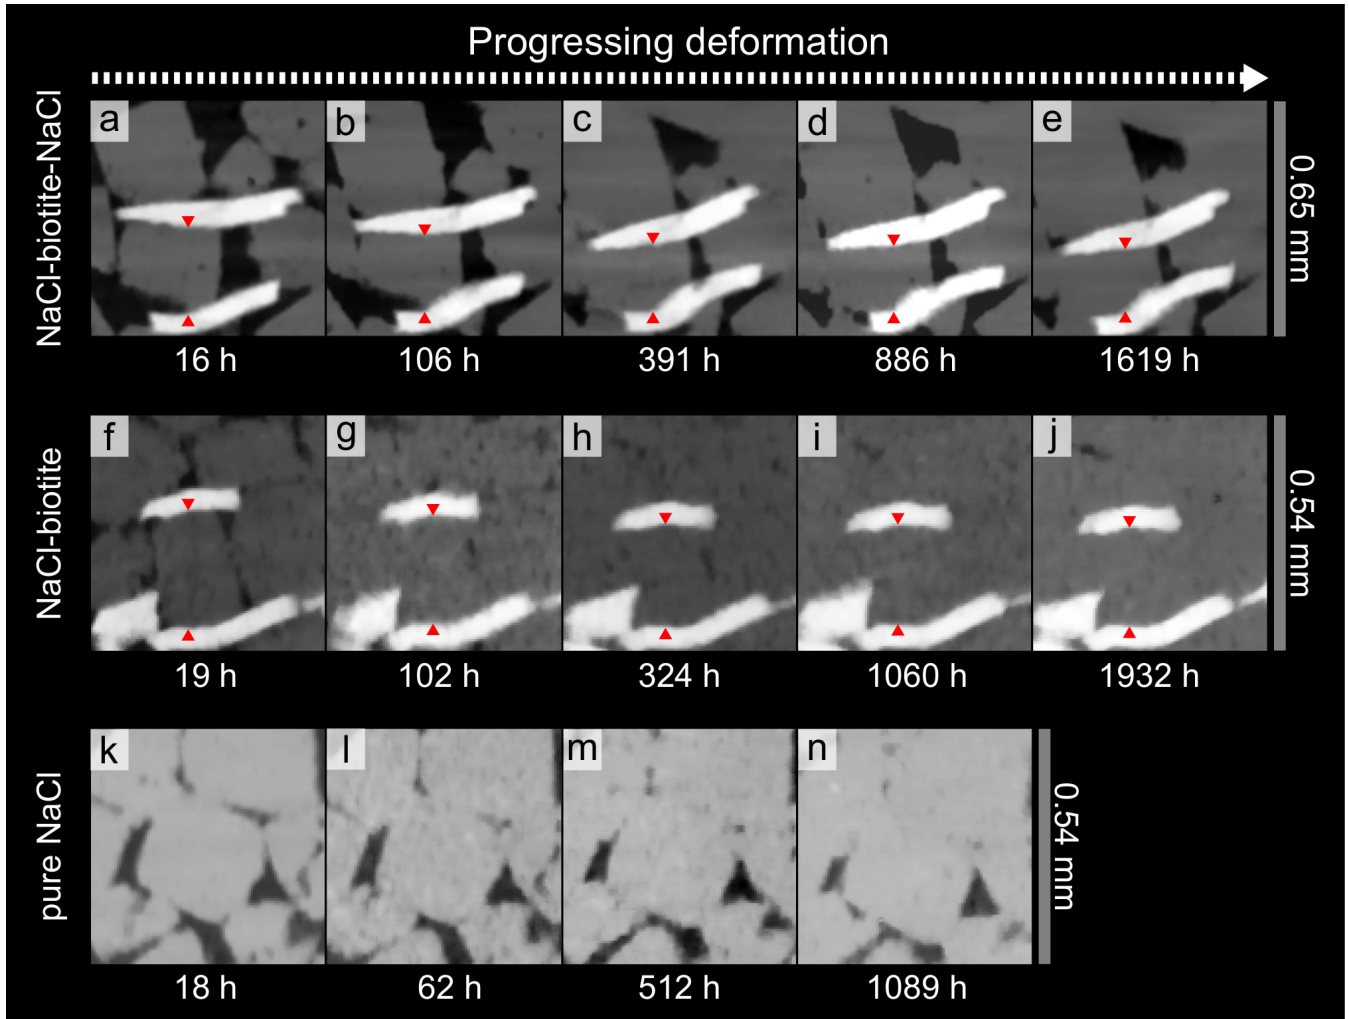 Progressing deformation
NaCl-biotite-NaCl
a b c d e
0.65 mm
16 h 106 h 391 h 886 h 1619 h
NaCl-biotite
f g h i j
0.54 mm
19 h 102 h 324 h 1060 h 1932 h
pure NaCl
k l m n
0.54 mm
18 h 62 h 512 h 1089 h